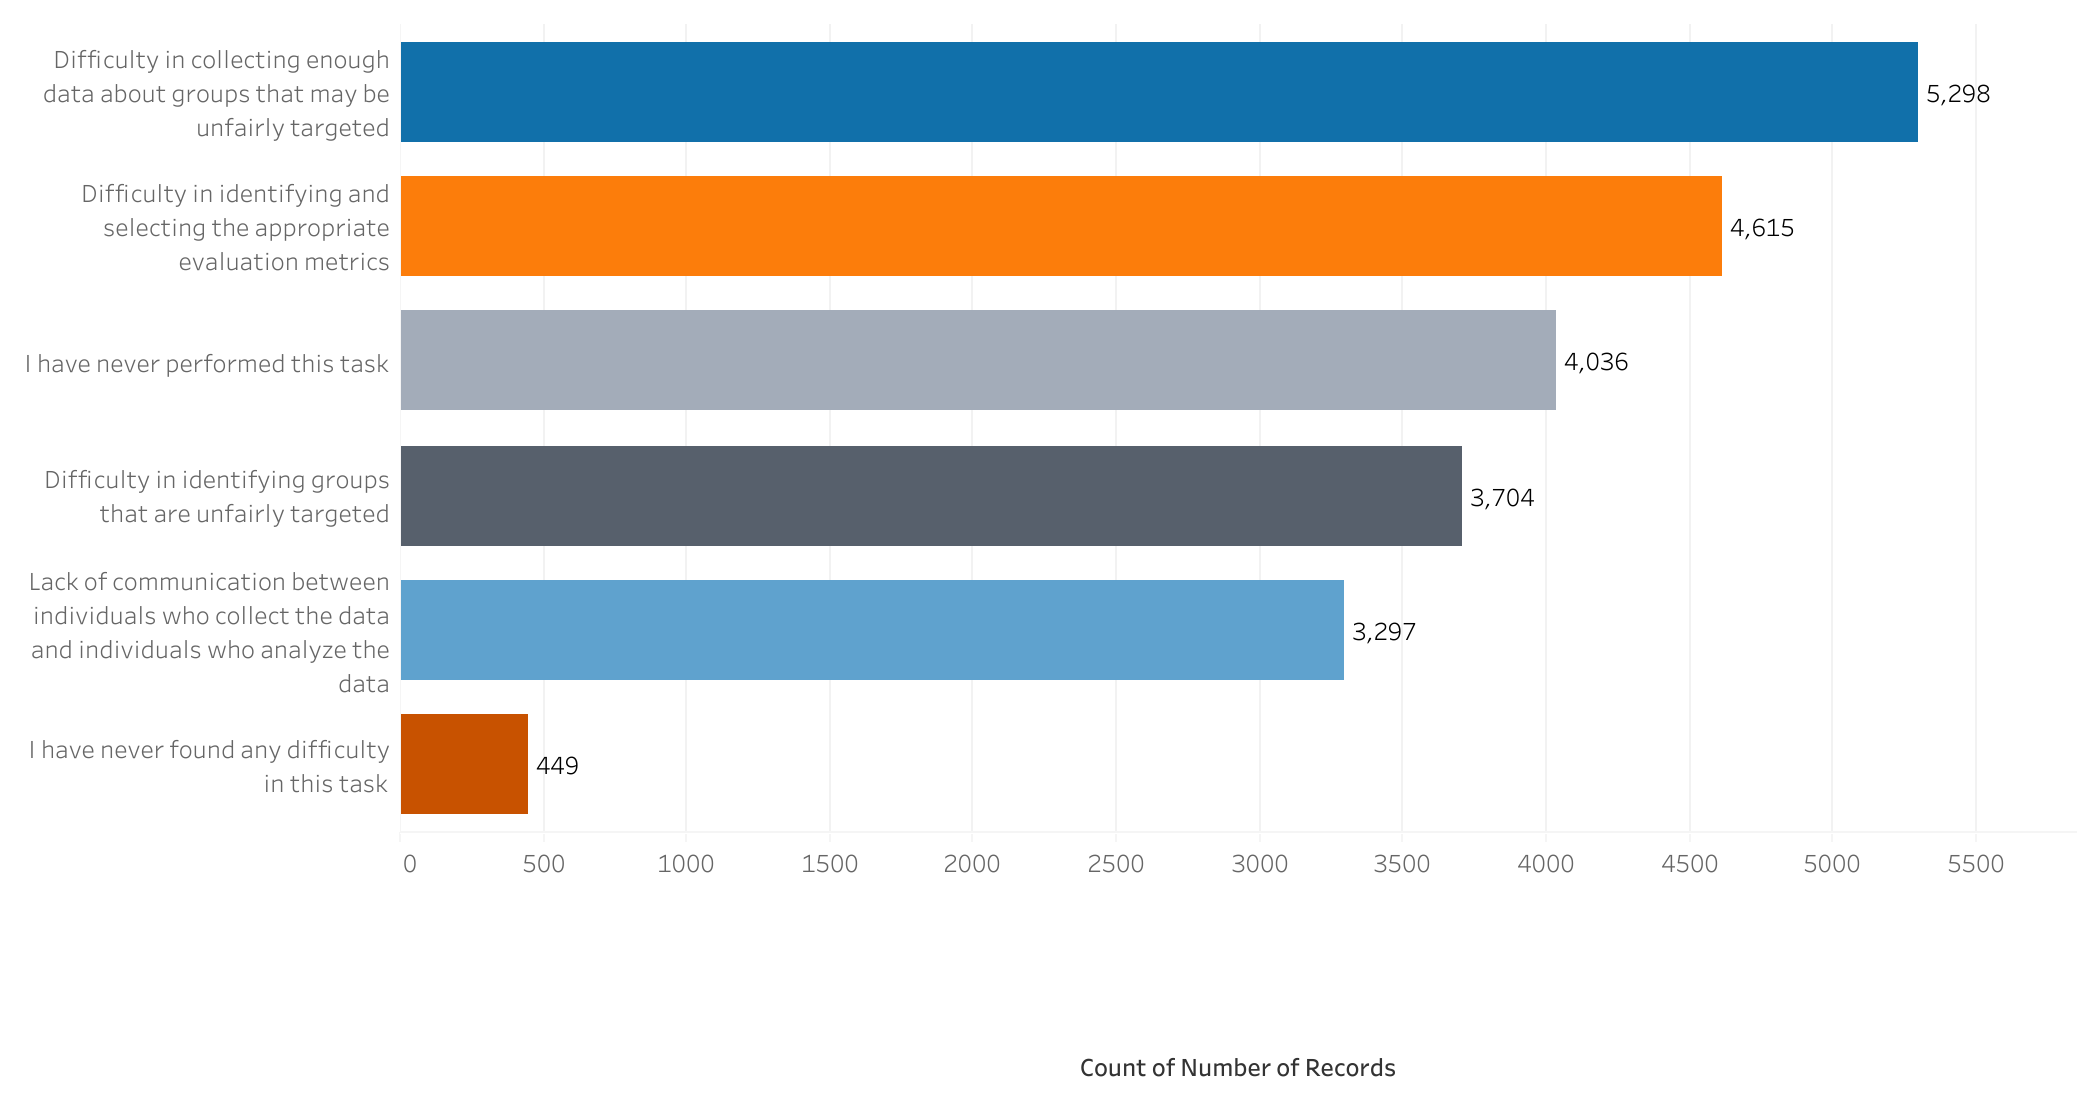 Difficulty in collecting enough
data about groups that may be
unfairly targeted
5,298
Difficulty in identifying and
selecting the appropriate
evaluation metrics
4,615
I have never performed this task
4,036
Difficulty in identifying groups
that are unfairly targeted
3,704
Lack of communication between
individuals who collect the data
and individuals who analyze the
data
3,297
I have never found any difficulty
in this task
449
0 500 1000 1500 2000 2500 3000 3500 4000 4500 5000 5500
Count of Number of Records